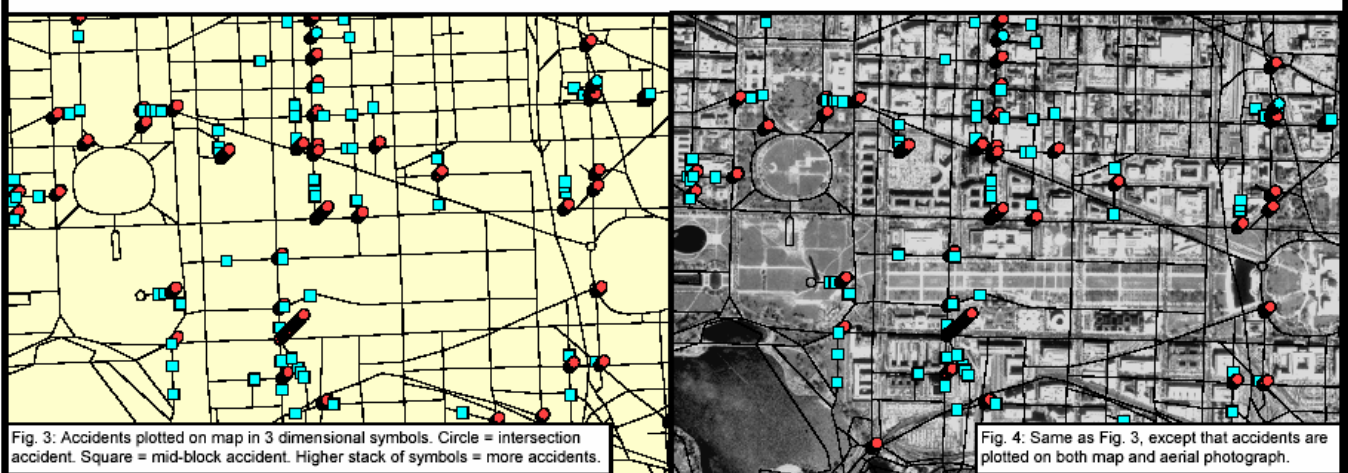 Fig. 3: Accidents plotted on map in 3 dimensional symbols. Circle = intersection
accident. Square = mid-block accident. Higher stack of symbols = more accidents.
Fig. 4: Same as Fig. 3, except that accidents are
plotted on both map and aerial photograph.